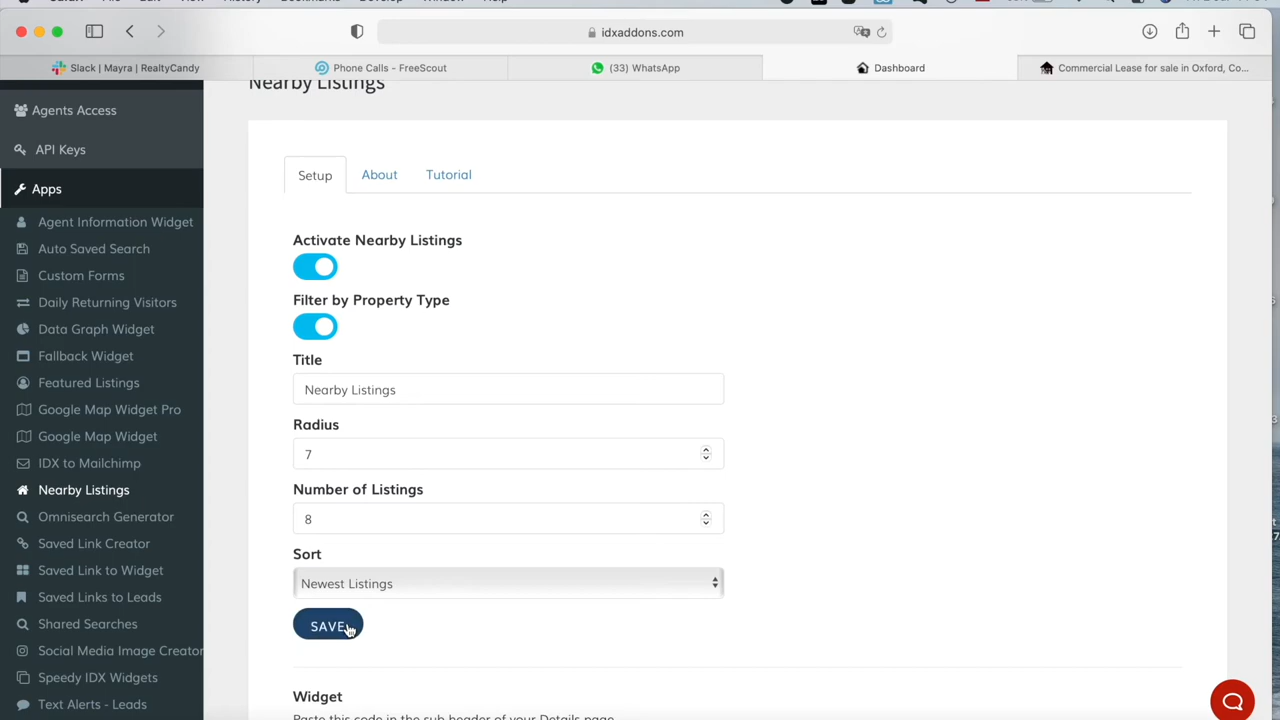 idxaddons.com
Slack | Mayra | RealtyCandy
Phone Calls - FreeScout
(33) WhatsApp
Dashboard
Commercial Lease for sale in Oxford, Co...
Nearby Listings
Agents Access
API Keys
Apps
Agent Information Widget
Auto Saved Search
Custom Forms
Daily Returning Visitors
Data Graph Widget
Fallback Widget
Featured Listings
Google Map Widget Pro
Google Map Widget
IDX to Mailchimp
Nearby Listings
Omnisearch Generator
Saved Link Creator
Saved Link to Widget
Saved Links to Leads
Shared Searches
Social Media Image Creator
Speedy IDX Widgets
Text Alerts - Leads
Setup
About
Tutorial
Activate Nearby Listings
Filter by Property Type
Title
Nearby Listings
Radius
7
Number of Listings
8
Sort
Newest Listings
SAVE
Widget
Paste this code in the sub header of your Details page